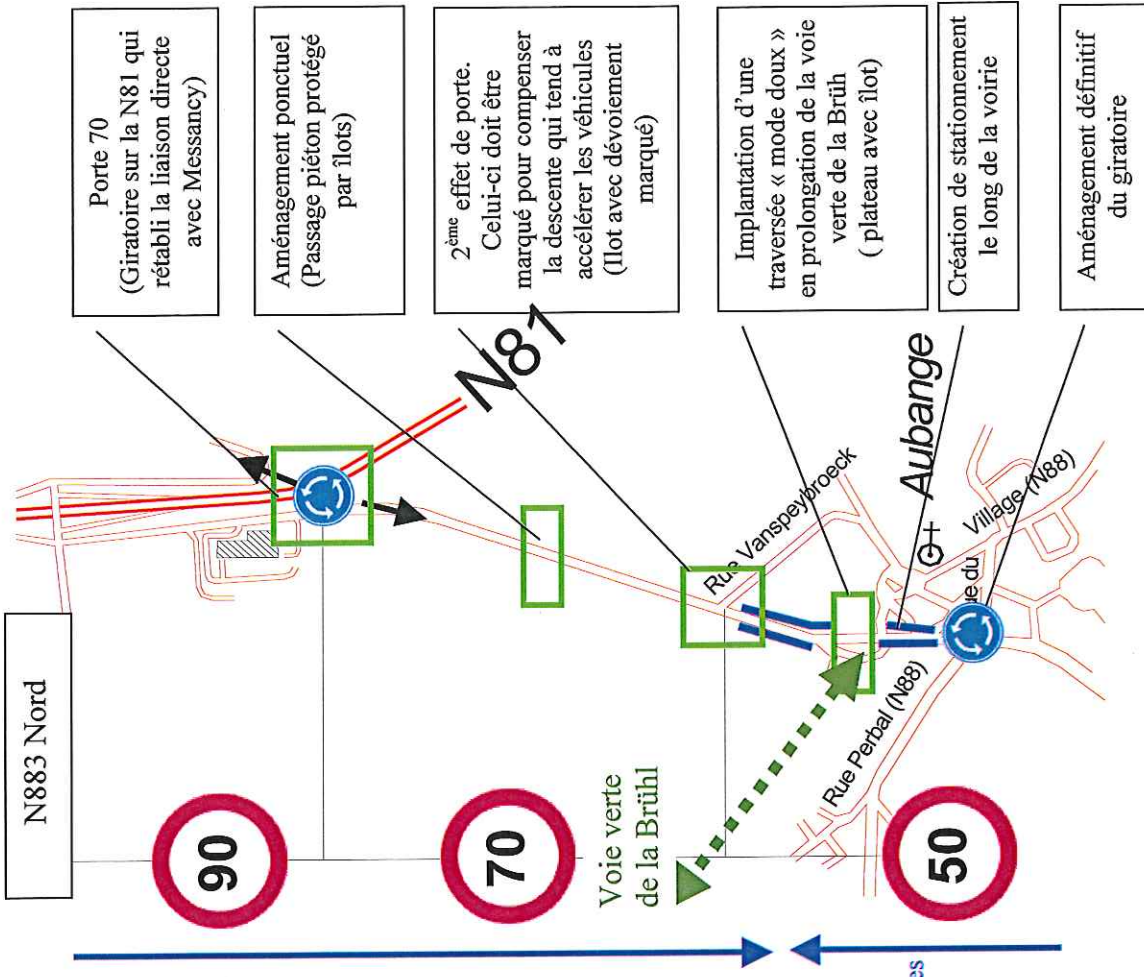 N883 Nord
90
70
50
Voie verte
de la Brühl
N81
Rue Vanspeybroeck
Aubange
Village (N88)
ue du
Rue Perbal (N88)
Porte 70
(Giratoire sur la N81 qui
rétabli la liaison directe
avec Messancy)
Aménagement ponctuel
(Passage piéton protégé
par îlots)
2ème effet de porte.
Celui-ci doit être
marqué pour compenser
la descente qui tend à
accélérer les véhicules
(Ilot avec dévoiement
marqué)
Implantation d'une
traversée « mode doux »
en prolongation de la voie
verte de la Brüh
( plateau avec îlot)
Création de stationnement
le long de la voirie
Aménagement définitif
du giratoire
es